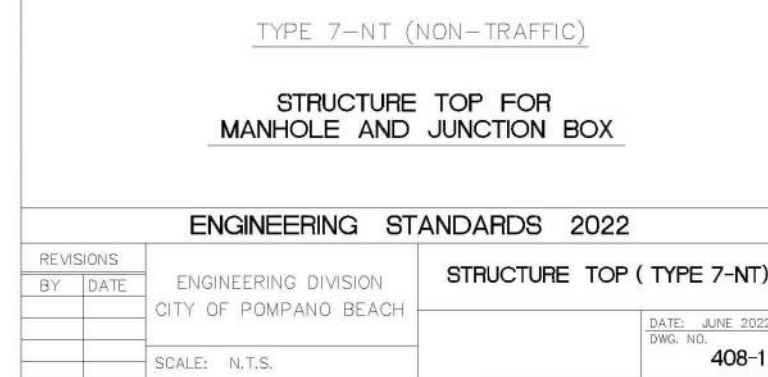 TYPE 7-NT (NON-TRAFFIC)
STRUCTURE TOP FOR
MANHOLE AND JUNCTION BOX
ENGINEERING STANDARDS 2022
REVISIONS
BY DATE
ENGINEERING DIVISION
CITY OF POMPANO BEACH
SCALE: N.T.S.
STRUCTURE TOP ( TYPE 7-NT)
DATE: JUNE 2022
DWG. NO.
408-1